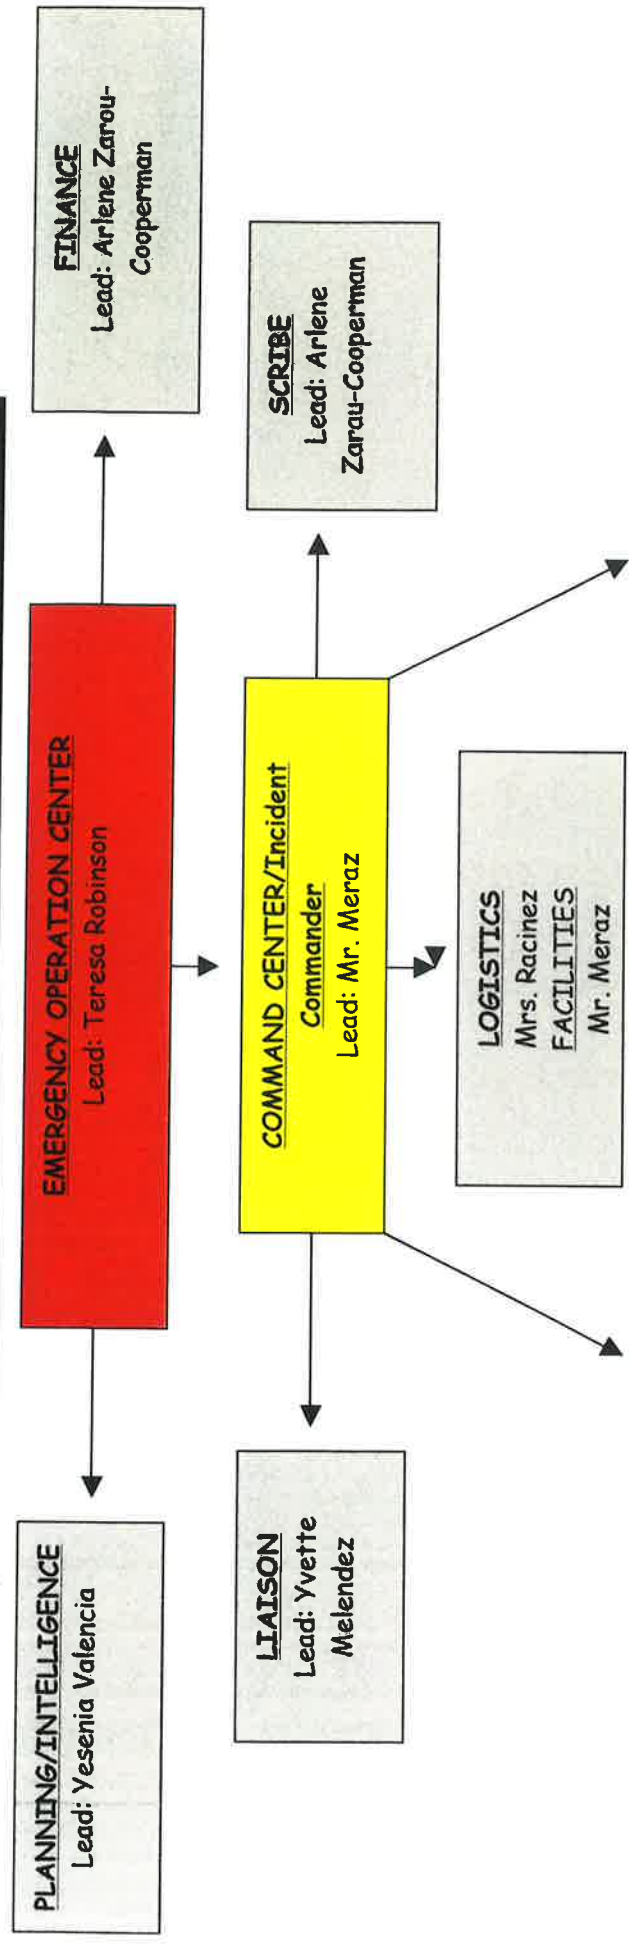 PLANNING/INTELLIGENCE
Lead: Yesenia Valencia
EMERGENCY OPERATION CENTER
Lead: Teresa Robinson
FINANCE
Lead: Arlene Zarou-
Cooperman
LIAISON
Lead: Yvette
Melendez
COMMAND CENTER/Incident
Commander
Lead: Mr. Meraz
SCRIBE
Lead: Arlene
Zarau-Cooperman
LOGISTICS
Mrs. Racinez
FACILITIES
Mr. Meraz